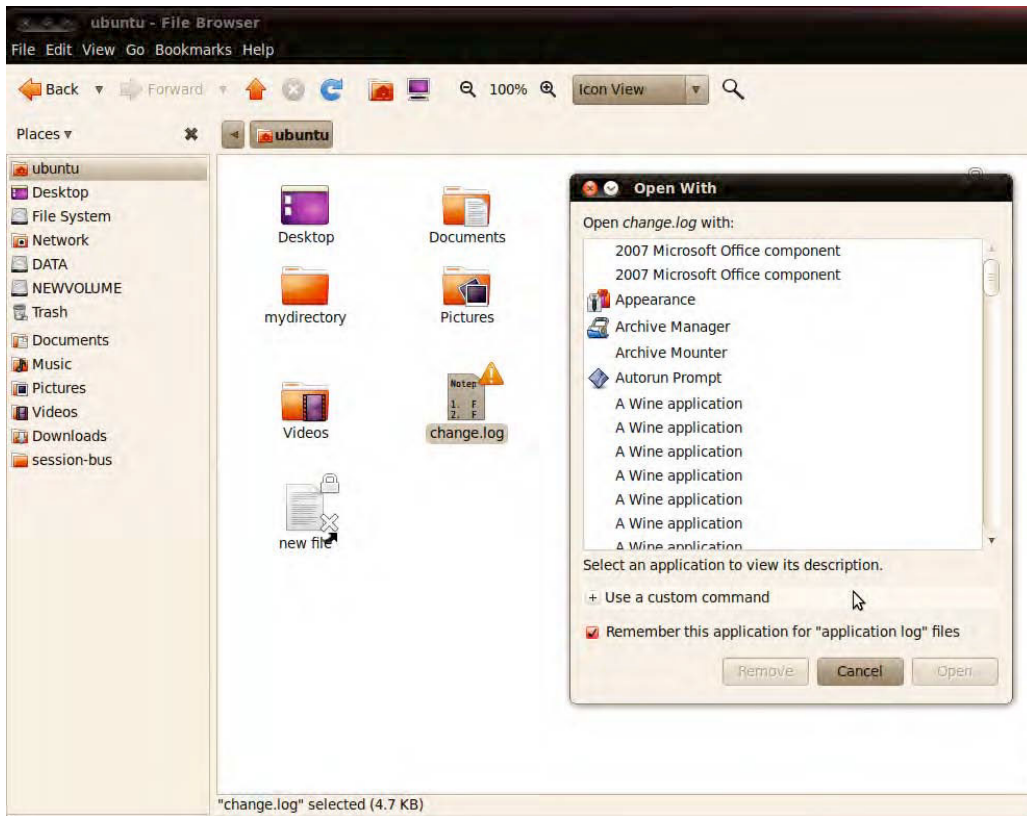 ubuntu - File Browser
File Edit View Go Bookmarks Help
Back Forward 100% Icon View
Places
ubuntu
ubuntu
Desktop
File System
Network
DATA
NEWVOLUME
Trash
Documents
Music
Pictures
Videos
Downloads
session-bus
Desktop
Documents
mydirectory
Pictures
Notep
1. F
2. F
Videos
change.log
new file
Open With
Open change.log with:
2007 Microsoft Office component
2007 Microsoft Office component
Appearance
Archive Manager
Archive Mounter
Autorun Prompt
A Wine application
A Wine application
A Wine application
A Wine application
A Wine application
A Wine application
A Wine application
Select an application to view its description.
+ Use a custom command
Remember this application for "application log" files
Remove Cancel Open
"change.log" selected (4.7 KB)